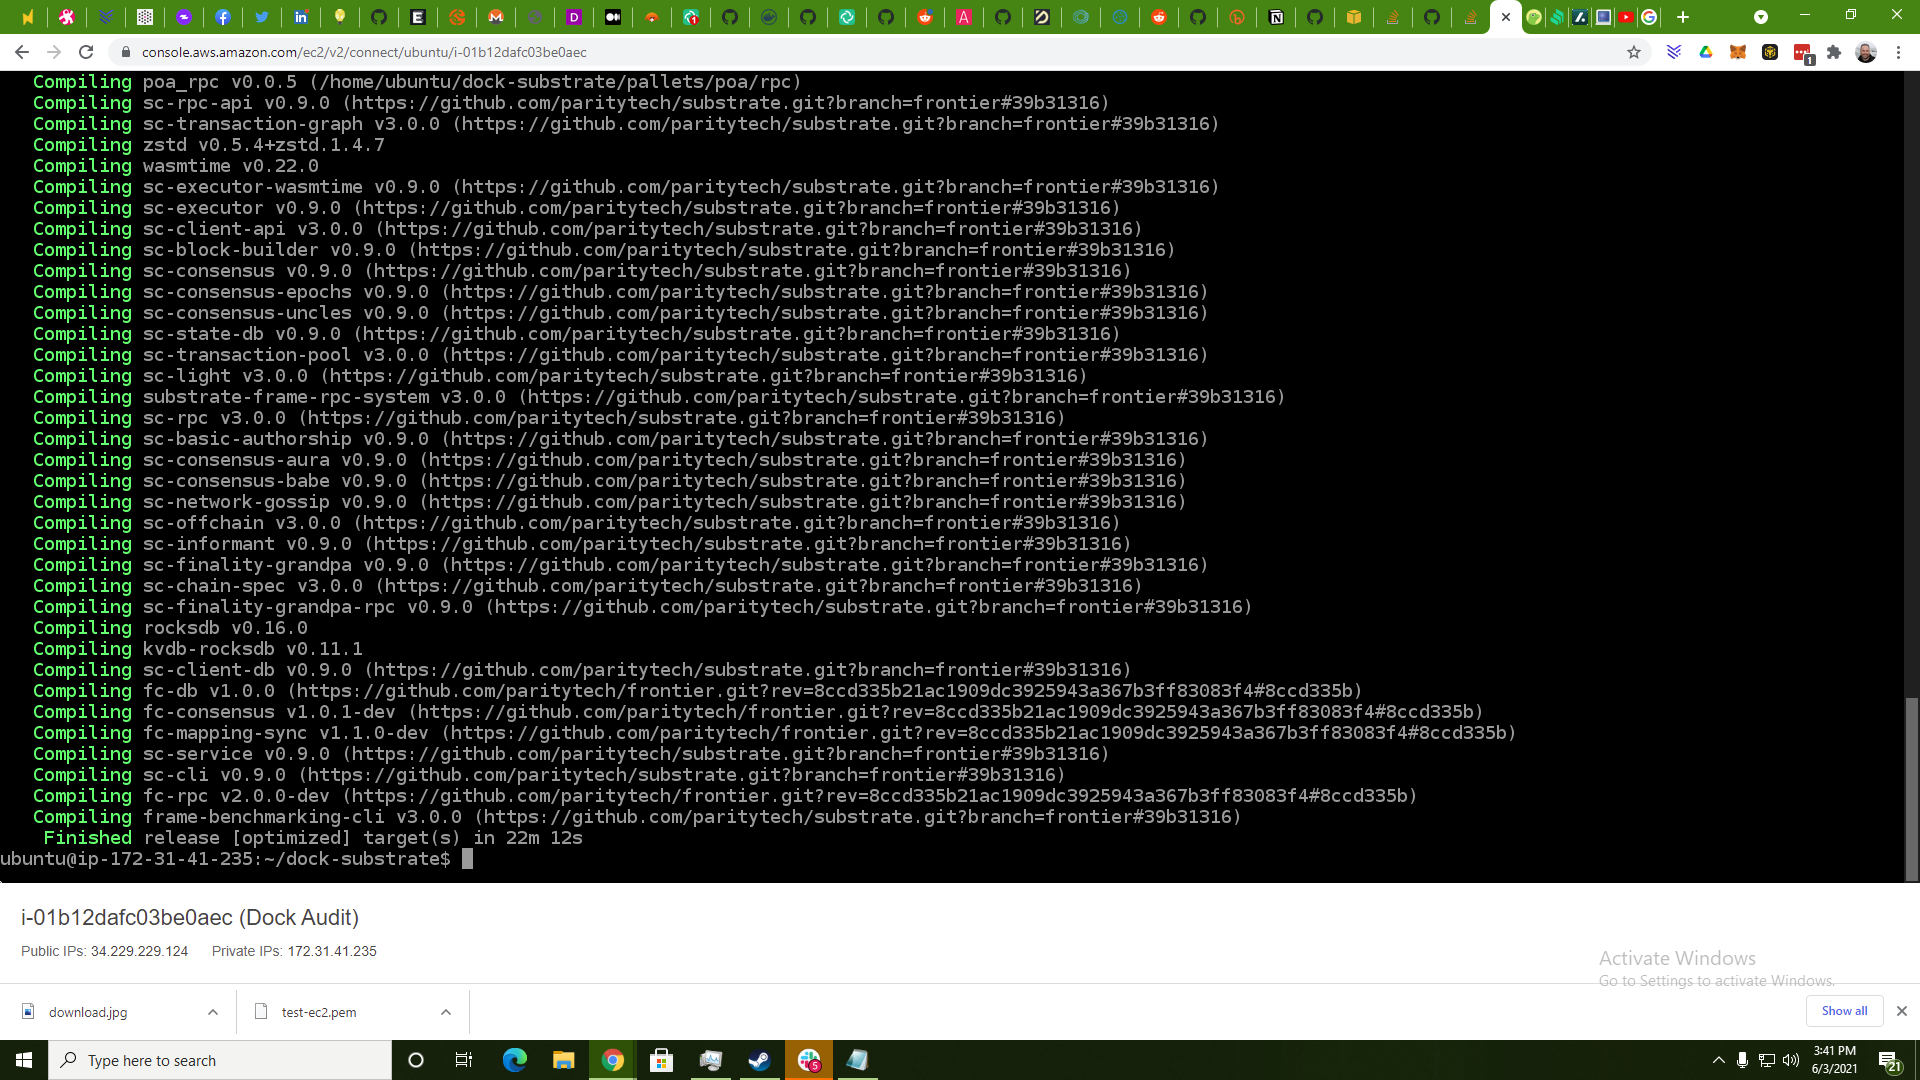 console.aws.amazon.com/ec2/v2/connect/ubuntu/i-01b12dafc03be0aec
Compiling poa_rpc v0.0.5 (/home/ubuntu/dock-substrate/pallets/poa/rpc)
Compiling sc-rpc-api v0.9.0 (https://github.com/paritytech/substrate.git?branch=frontier#39b31316)
Compiling sc-transaction-graph v3.0.0 (https://github.com/paritytech/substrate.git?branch=frontier#39b31316)
Compiling zstd v0.5.4+zstd.1.4.7
Compiling wasmtime v0.22.0
Compiling sc-executor-wasmtime v0.9.0 (https://github.com/paritytech/substrate.git?branch=frontier#39b31316)
Compiling sc-executor v0.9.0 (https://github.com/paritytech/substrate.git?branch=frontier#39b31316)
Compiling sc-client-api v3.0.0 (https://github.com/paritytech/substrate.git?branch=frontier#39b31316)
Compiling sc-block-builder v0.9.0 (https://github.com/paritytech/substrate.git?branch=frontier#39b31316)
Compiling sc-consensus v0.9.0 (https://github.com/paritytech/substrate.git?branch=frontier#39b31316)
Compiling sc-consensus-epochs v0.9.0 (https://github.com/paritytech/substrate.git?branch=frontier#39b31316)
Compiling sc-consensus-uncles v0.9.0 (https://github.com/paritytech/substrate.git?branch=frontier#39b31316)
Compiling sc-state-db v0.9.0 (https://github.com/paritytech/substrate.git?branch=frontier#39b31316)
Compiling sc-transaction-pool v3.0.0 (https://github.com/paritytech/substrate.git?branch=frontier#39b31316)
Compiling sc-light v3.0.0 (https://github.com/paritytech/substrate.git?branch=frontier#39b31316)
Compiling substrate-frame-rpc-system v3.0.0 (https://github.com/paritytech/substrate.git?branch=frontier#39b31316)
Compiling sc-rpc v3.0.0 (https://github.com/paritytech/substrate.git?branch=frontier#39b31316)
Compiling sc-basic-authorship v0.9.0 (https://github.com/paritytech/substrate.git?branch=frontier#39b31316)
Compiling sc-consensus-aura v0.9.0 (https://github.com/paritytech/substrate.git?branch=frontier#39b31316)
Compiling sc-consensus-babe v0.9.0 (https://github.com/paritytech/substrate.git?branch=frontier#39b31316)
Compiling sc-network-gossip v0.9.0 (https://github.com/paritytech/substrate.git?branch=frontier#39b31316)
Compiling sc-offchain v3.0.0 (https://github.com/paritytech/substrate.git?branch=frontier#39b31316)
Compiling sc-informant v0.9.0 (https://github.com/paritytech/substrate.git?branch=frontier#39b31316)
Compiling sc-finality-grandpa v0.9.0 (https://github.com/paritytech/substrate.git?branch=frontier#39b31316)
Compiling sc-chain-spec v3.0.0 (https://github.com/paritytech/substrate.git?branch=frontier#39b31316)
Compiling sc-finality-grandpa-rpc v0.9.0 (https://github.com/paritytech/substrate.git?branch=frontier#39b31316)
Compiling rocksdb v0.16.0
Compiling kvdb-rocksdb v0.11.1
Compiling sc-client-db v0.9.0 (https://github.com/paritytech/substrate.git?branch=frontier#39b31316)
Compiling fc-db v1.0.0 (https://github.com/paritytech/frontier.git?rev=8ccd335b21ac1909dc3925943a367b3ff83083f4#8ccd335b)
Compiling fc-consensus v1.0.1-dev (https://github.com/paritytech/frontier.git?rev=8ccd335b21ac1909dc3925943a367b3ff83083f4#8ccd335b)
Compiling fc-mapping-sync v1.1.0-dev (https://github.com/paritytech/frontier.git?rev=8ccd335b21ac1909dc3925943a367b3ff83083f4#8ccd335b)
Compiling sc-service v0.9.0 (https://github.com/paritytech/substrate.git?branch=frontier#39b31316)
Compiling sc-cli v0.9.0 (https://github.com/paritytech/substrate.git?branch=frontier#39b31316)
Compiling fc-rpc v2.0.0-dev (https://github.com/paritytech/frontier.git?rev=8ccd335b21ac1909dc3925943a367b3ff83083f4#8ccd335b)
Compiling frame-benchmarking-cli v3.0.0 (https://github.com/paritytech/substrate.git?branch=frontier#39b31316)
Finished release [optimized] target(s) in 22m 12s
ubuntu@ip-172-31-41-235:~/dock-substrate$
i-01b12dafc03be0aec (Dock Audit)
Public IPs: 34.229.229.124 Private IPs: 172.31.41.235
Activate Windows
Go to Settings to activate Windows.
download.jpg
test-ec2.pem
Show all
Type here to search
5
3:41 PM
6/3/2021
21